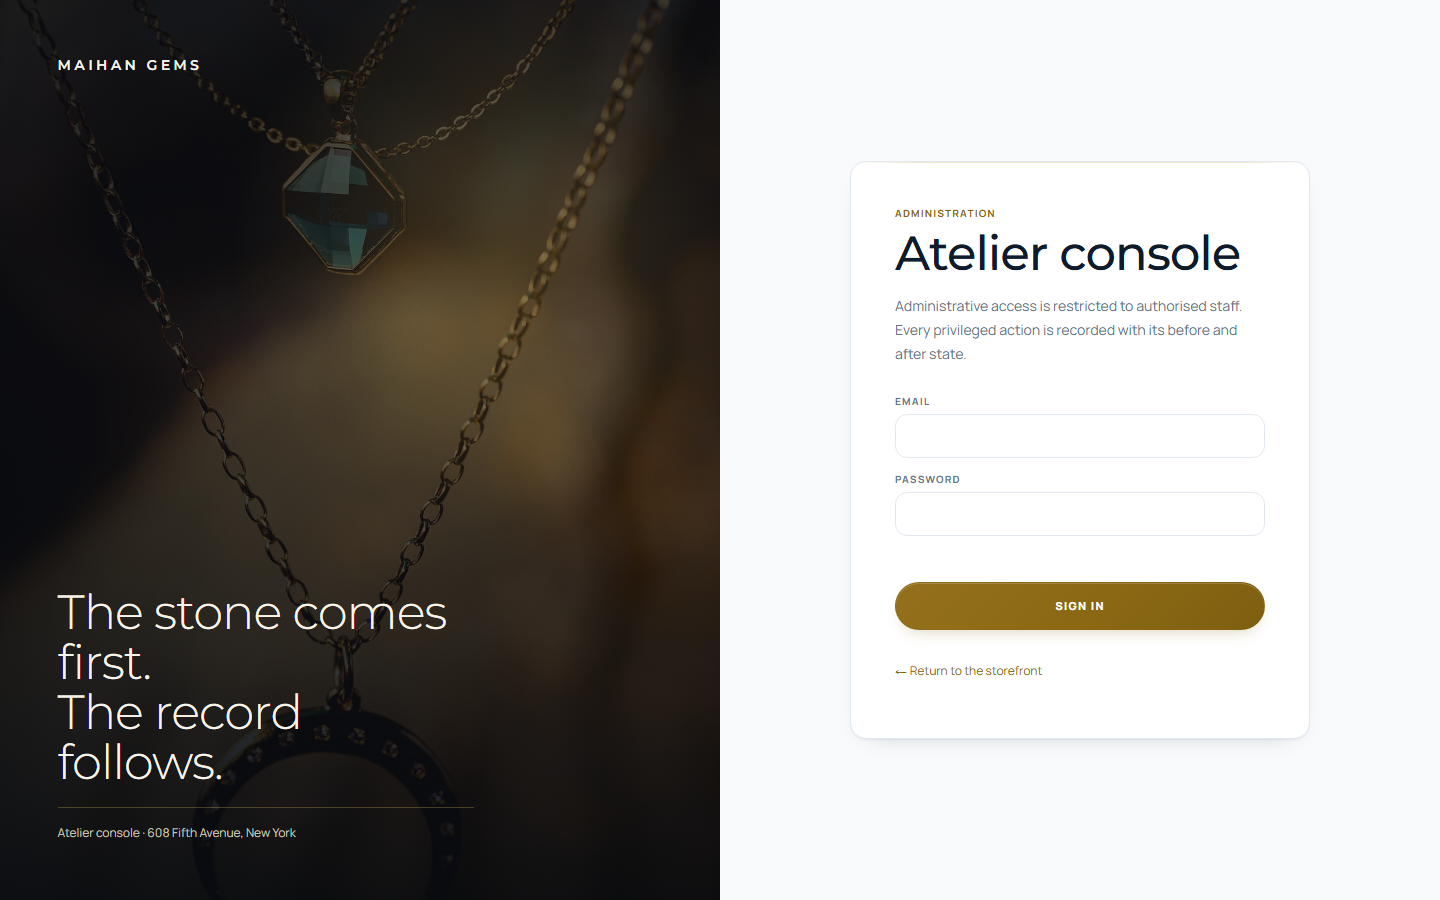 MAIHAN GEMS
The stone comes
first.
The record
follows.
Atelier console · 608 Fifth Avenue, New York
ADMINISTRATION
Atelier console
Administrative access is restricted to authorised staff.
Every privileged action is recorded with its before and
after state.
EMAIL
PASSWORD
SIGN IN
← Return to the storefront